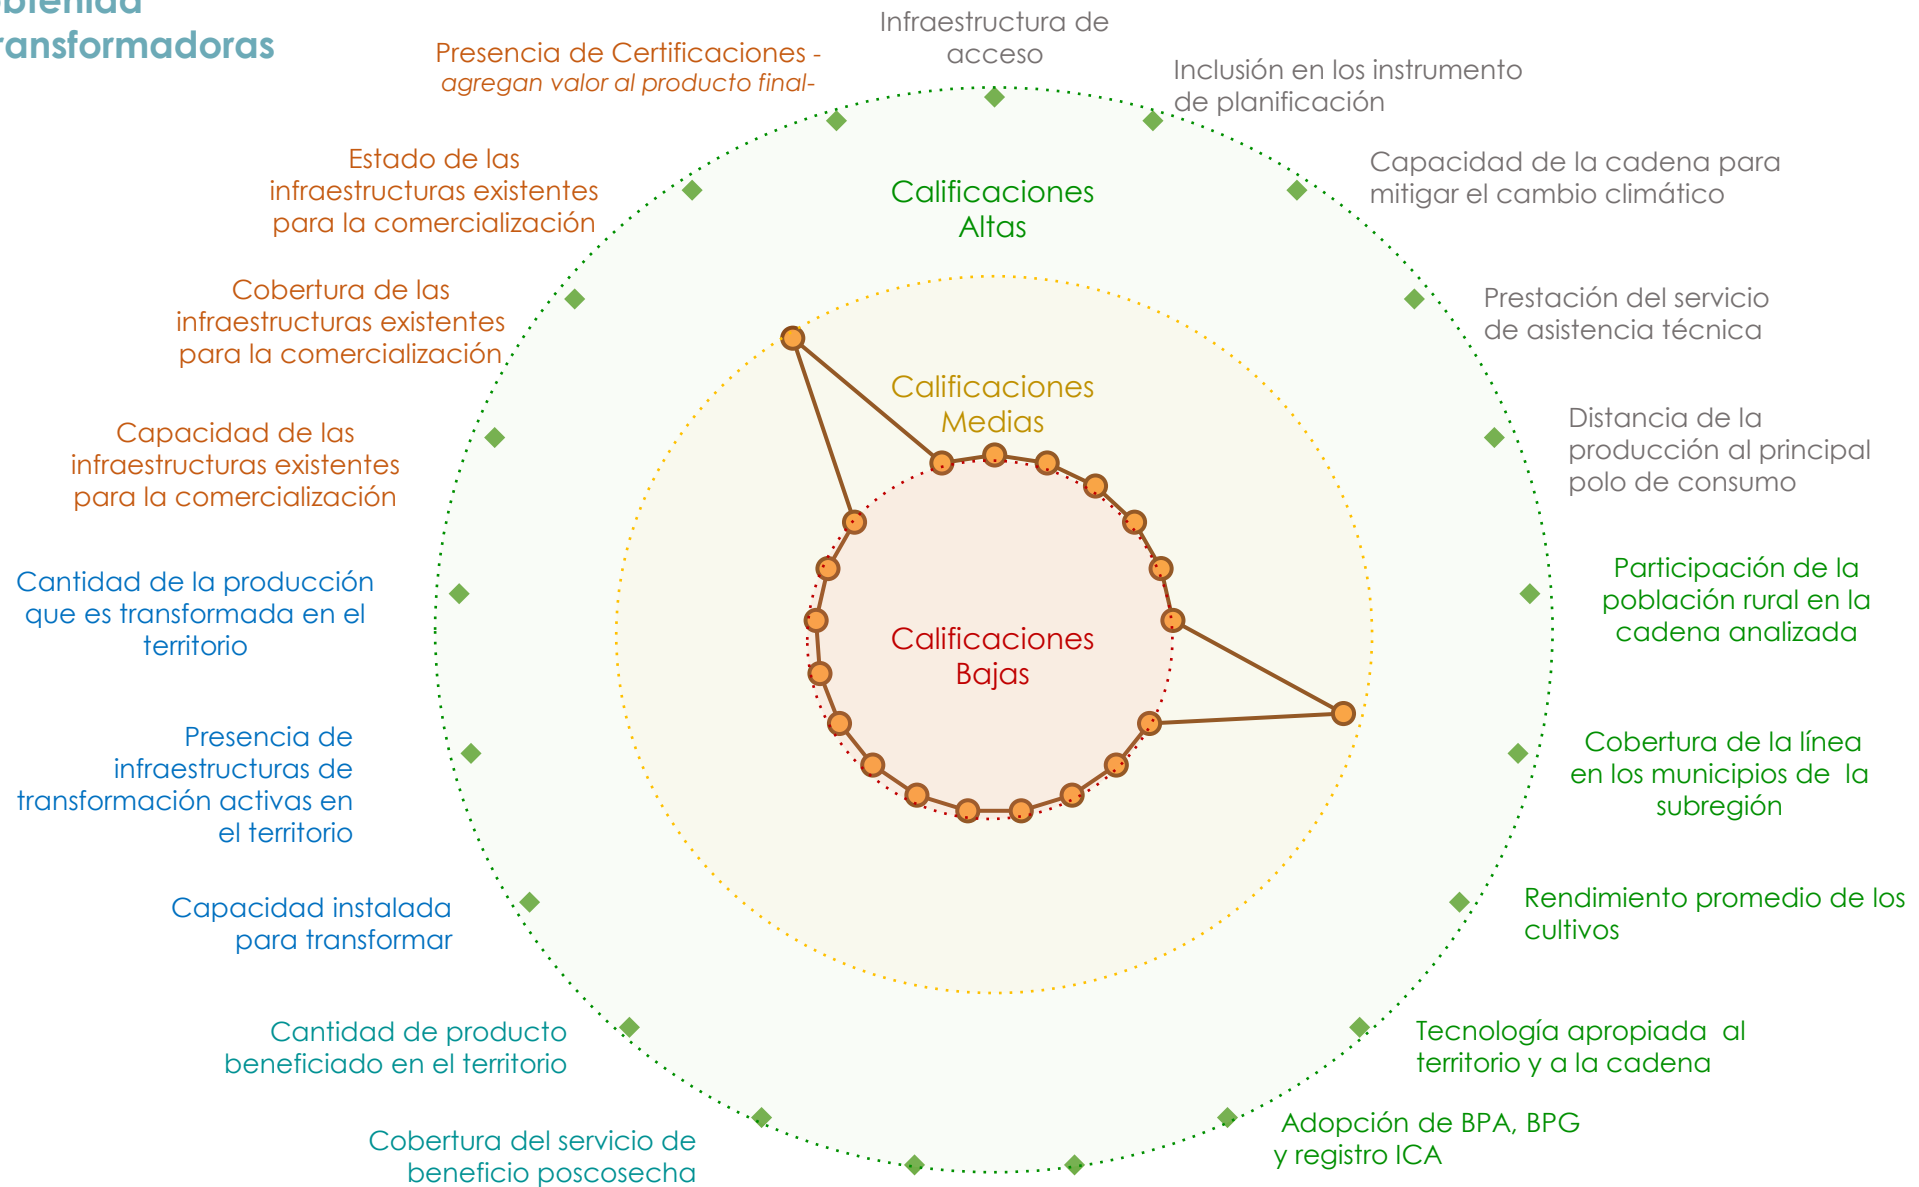 transformadoras
Infraestructura de
acceso
Inclusión en los instrumento
de planificación
Capacidad de la cadena para
mitigar el cambio climático
Prestación del servicio
de asistencia técnica
Distancia de la
producción al principal
polo de consumo
Participación de la
población rural en la
cadena analizada
Cobertura de la línea
en los municipios de  la
subregión
Rendimiento promedio de los
cultivos
Tecnología apropiada  al
territorio y a la cadena
Adopción de BPA, BPG
y registro ICA
Cobertura del servicio de
beneficio poscosecha
Cantidad de producto
beneficiado en el territorio
Capacidad instalada
para transformar
Presencia de
infraestructuras de
transformación activas en
el territorio
Cantidad de la producción
que es transformada en el
territorio
Capacidad de las
infraestructuras existentes
para la comercialización
Cobertura de las
infraestructuras existentes
para la comercialización
Estado de las
infraestructuras existentes
para la comercialización
Presencia de Certificaciones -
agregan valor al producto final-
Calificaciones
Altas
Calificaciones
Medias
Calificaciones
Bajas